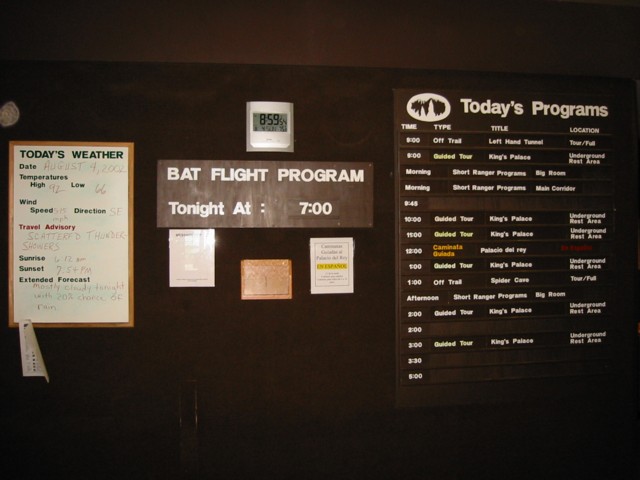 TODAY'S WEATHER
Date AUGUST 4, 2002
Temperatures
High 92 Low 66
Wind
Speed Direction SE
mph
Travel Advisory
SCATTERED THUNDER-
SHOWERS
Sunrise 6:12 am
Sunset 7:54 PM
Extended Forecast
mostly cloudy tonight
with 20% chance of
rain
8:59
BAT FLIGHT PROGRAM
Tonight At : 7:00
Caminatas
Palacio del Rey
EN ESPAÑOL
Today's Programs
TIME TYPE TITLE LOCATION
9:00 Off Trail Left Hand Tunnel Tour/Full
9:00 Guided Tour King's Palace Underground Rest Area
Morning Short Ranger Programs Big Room
Morning Short Ranger Programs Main Corridor
9:45
10:00 Guided Tour King's Palace Underground Rest Area
11:00 Guided Tour King's Palace Underground Rest Area
12:00 Caminata Guiada Palacio del rey
1:00 Guided Tour King's Palace Underground Rest Area
1:00 Off Trail Spider Cave Tour/Full
Afternoon Short Ranger Programs Big Room
2:00 Guided Tour King's Palace Underground Rest Area
2:00
3:00 Guided Tour King's Palace Underground Rest Area
3:30
5:00